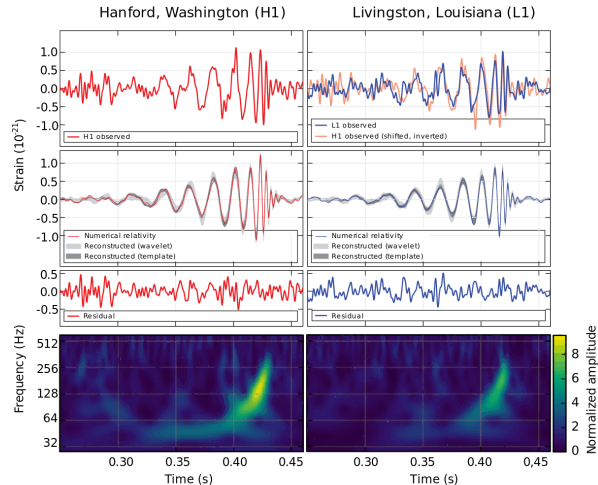 Hanford, Washington (H1)
Livingston, Louisiana (L1)
Strain (10⁻²¹)
1.0
0.5
0.0
-0.5
-1.0
H1 observed
L1 observed
H1 observed (shifted, inverted)
1.0
0.5
0.0
-0.5
-1.0
Numerical relativity
Reconstructed (wavelet)
Reconstructed (template)
Numerical relativity
Reconstructed (wavelet)
Reconstructed (template)
0.5
0.0
-0.5
Residual
Residual
Frequency (Hz)
512
256
128
64
32
0.30
0.35
0.40
0.45
Time (s)
0.30
0.35
0.40
0.45
Time (s)
8
6
4
2
0
Normalized amplitude